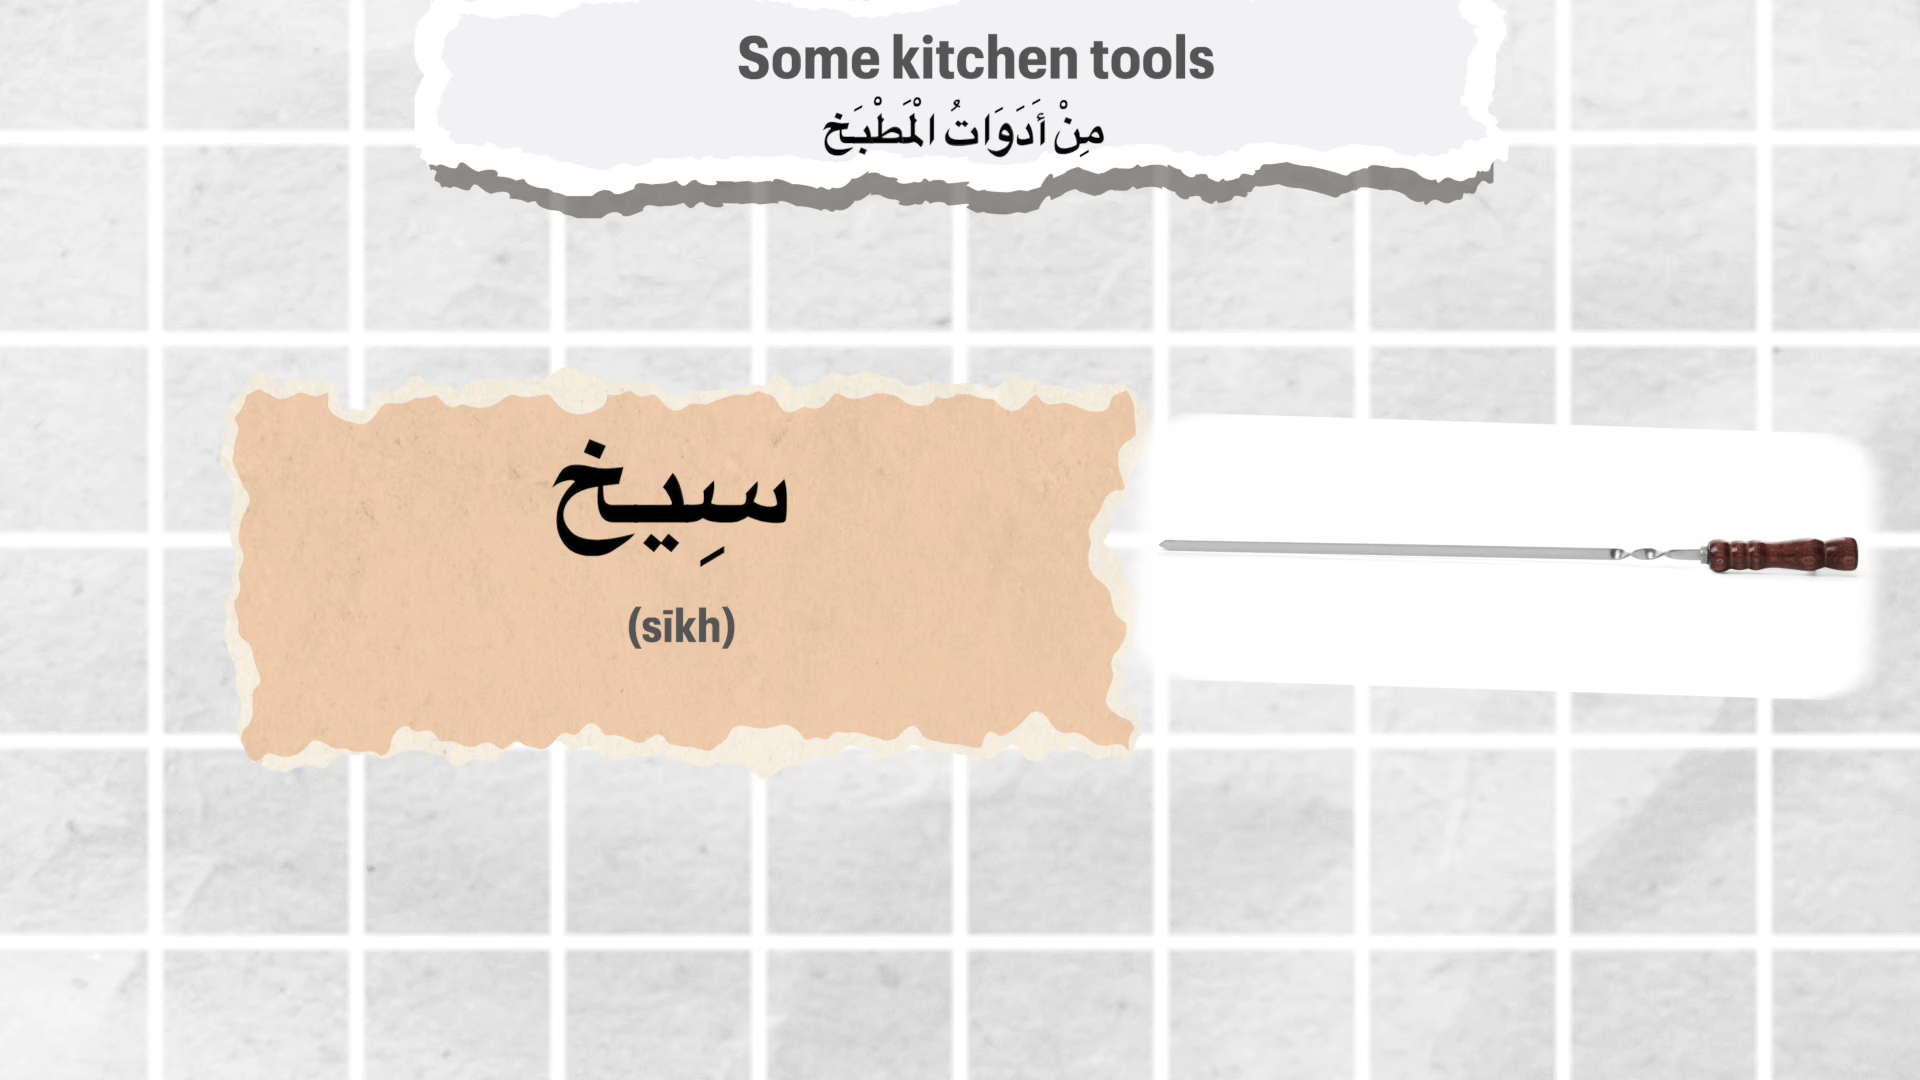 Some kitchen tools
مِنْ أَدَوَاتُ الْمَطْبَخ
سِيخ
(sīkh)